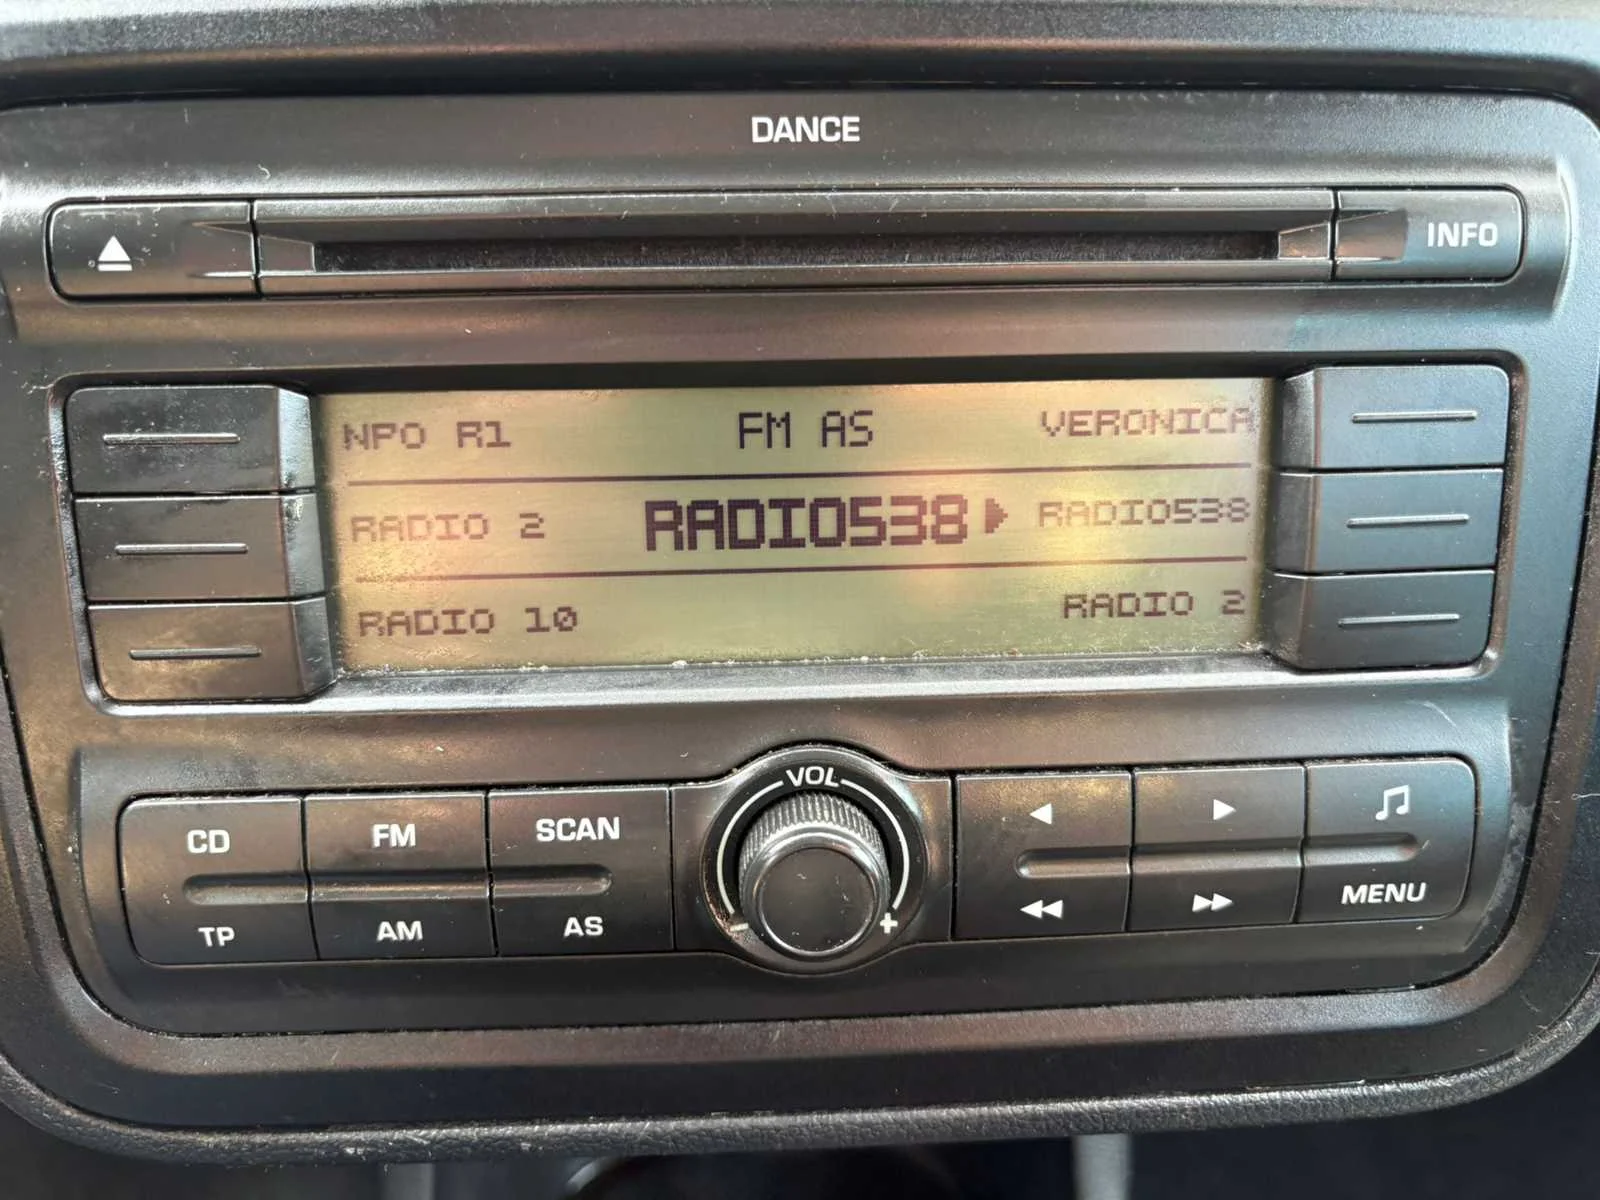 DANCE
INFO
NPO R1 FM AS VERONICA
RADIO 2 RADIO538 RADIO538
RADIO 10 RADIO 2
VOL
CD FM SCAN
TP AM AS
MENU